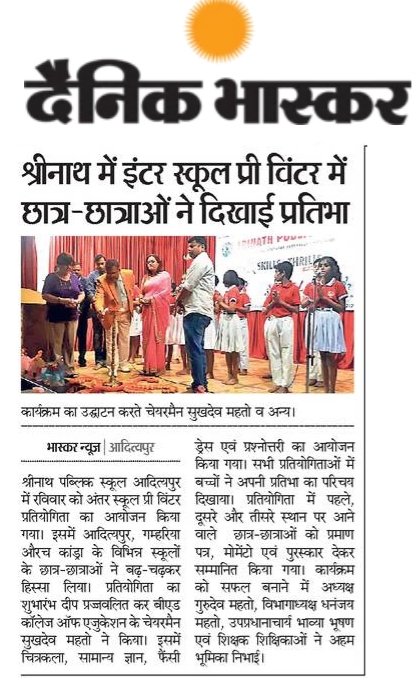 दैनिक भास्कर
श्रीनाथ में इंटर स्कूल प्री विंटर में
छात्र-छात्राओं ने दिखाई प्रतिभा
SKILLS
कार्यक्रम का उद्घाटन करते चेयरमैन सुखदेव महतो व अन्य।
भास्कर न्यूज | आदित्यपुर
श्रीनाथ पब्लिक स्कूल आदित्यपुर
में रविवार को अंतर स्कूल प्री विंटर
प्रतियोगिता का आयोजन किया
गया। इसमें आदित्यपुर, गम्हरिया
औरच कांड्रा के विभिन्न स्कूलों
के छात्र-छात्राओं ने बढ़-चढ़कर
हिस्सा लिया। प्रतियोगिता का
शुभारंभ दीप प्रज्जवलित कर बीएड
कॉलेज ऑफ एजुकेशन के चेयरमैन
सुखदेव महतो ने किया। इसमें
चित्रकला, सामान्य ज्ञान, फैंसी
ड्रेस एवं प्रश्नोत्तरी का आयोजन
किया गया। सभी प्रतियोगिताओं में
बच्चों ने अपनी प्रतिभा का परिचय
दिखाया। प्रतियोगिता में पहले,
दूसरे और तीसरे स्थान पर आने
वाले छात्र-छात्राओं को प्रमाण
पत्र, मोमेंटो एवं पुरस्कार देकर
सम्मानित किया गया। कार्यक्रम
को सफल बनाने में अध्यक्ष
गुरुदेव महतो, विभागाध्यक्ष धनंजय
महतो, उपप्रधानाचार्य भाव्या भूषण
एवं शिक्षक शिक्षिकाओं ने अहम
भूमिका निभाई।